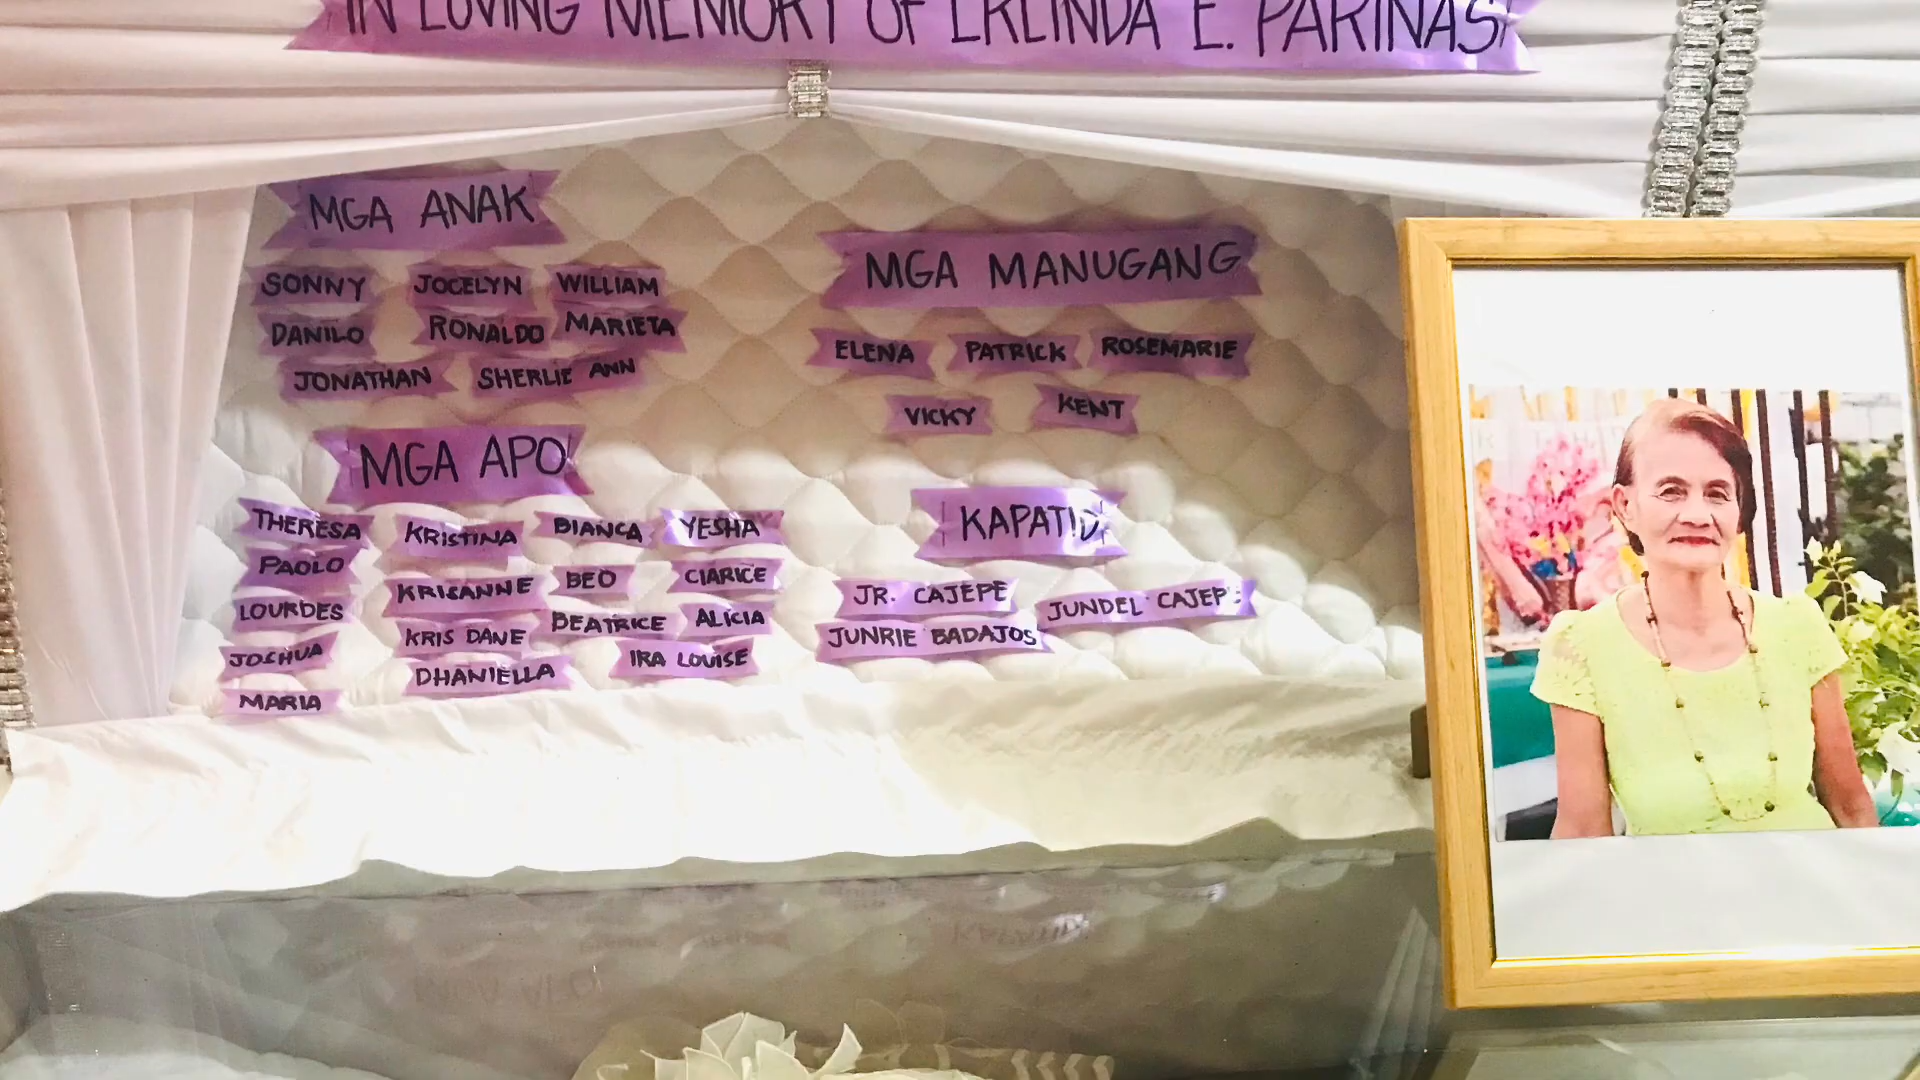 IN LOVING MEMORY OF ERLINDA E. PARINAS
MGA ANAK
SONNY JOCELYN WILLIAM
DANILO RONALDO MARIETA
JONATHAN SHERLIE ANN
MGA APO
THERESA KRISTINA BIANCA YESHA
PAOLO KRISANNE BEO CIARICE
LOURDES KRIS DANE BEATRICE ALICIA
JOSHUA DHANIELLA IRA LOUISE
MARIA
MGA MANUGANG
ELENA PATRICK ROSEMARIE
VICKY KENT
KAPATID
JR. CAJEPE JUNDEL CAJEPE
JUNRIE BADAJOS